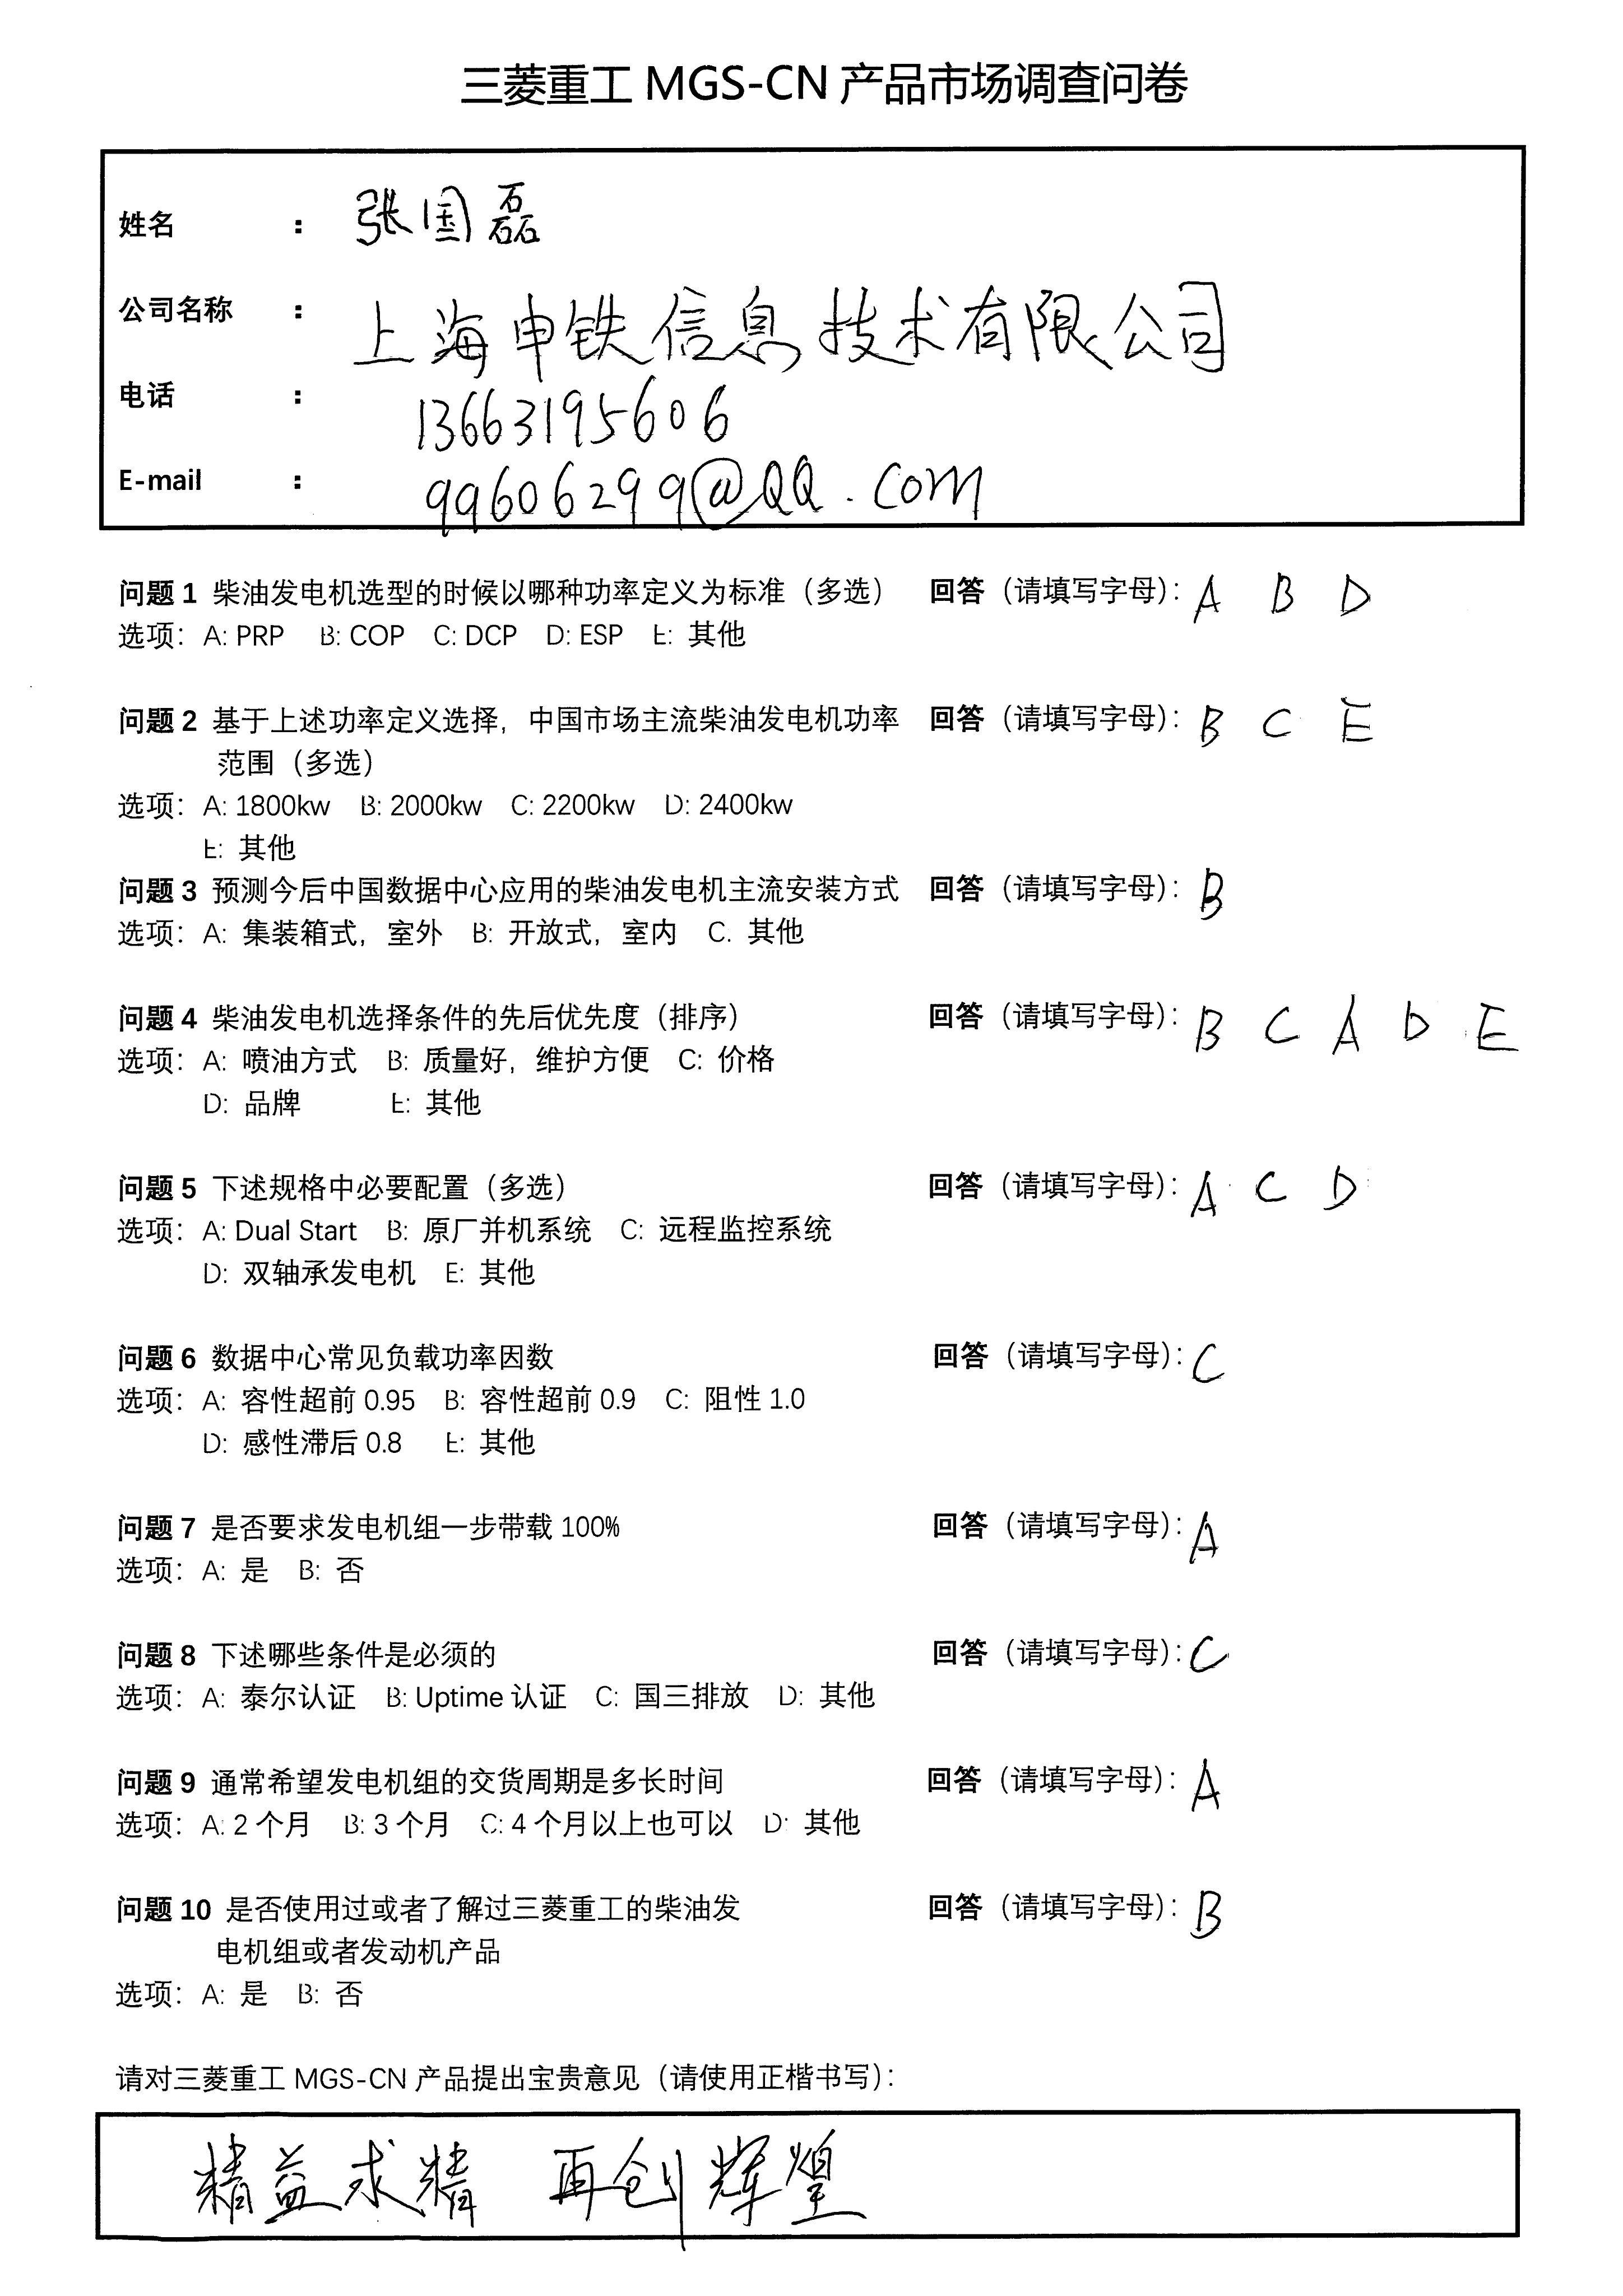 三菱重工 MGS-CN 产品市场调查问卷
姓名 : 张国磊
公司名称 : 上海申铁信息技术有限公司
电话 : 13663195606
E-mail : 99606299@QQ.com
问题 1 柴油发电机选型的时候以哪种功率定义为标准（多选） 回答（请填写字母）： A B D
选项： A: PRP B: COP C: DCP D: ESP E: 其他
问题 2 基于上述功率定义选择，中国市场主流柴油发电机功率 回答（请填写字母）： B C E
范围（多选）
选项： A: 1800kw B: 2000kw C: 2200kw D: 2400kw
E: 其他
问题 3 预测今后中国数据中心应用的柴油发电机主流安装方式 回答（请填写字母）： B
选项： A: 集装箱式，室外 B: 开放式，室内 C. 其他
问题 4 柴油发电机选择条件的先后优先度（排序） 回答（请填写字母）： B C A D E
选项： A: 喷油方式 B: 质量好，维护方便 C: 价格
D: 品牌 E: 其他
问题 5 下述规格中必要配置（多选） 回答（请填写字母）： A C D
选项： A: Dual Start B: 原厂并机系统 C: 远程监控系统
D: 双轴承发电机 E: 其他
问题 6 数据中心常见负载功率因数 回答（请填写字母）： C
选项： A: 容性超前 0.95 B: 容性超前 0.9 C: 阻性 1.0
D: 感性滞后 0.8 E: 其他
问题 7 是否要求发电机组一步带载 100% 回答（请填写字母）： A
选项： A: 是 B: 否
问题 8 下述哪些条件是必须的 回答（请填写字母）： C
选项： A: 泰尔认证 B: Uptime 认证 C: 国三排放 D: 其他
问题 9 通常希望发电机组的交货周期是多长时间 回答（请填写字母）： A
选项： A: 2 个月 B: 3 个月 C: 4 个月以上也可以 D: 其他
问题 10 是否使用过或者了解过三菱重工的柴油发 回答（请填写字母）： B
电机组或者发动机产品
选项： A: 是 B: 否
请对三菱重工 MGS-CN 产品提出宝贵意见（请使用正楷书写）：
精益求精 再创辉煌